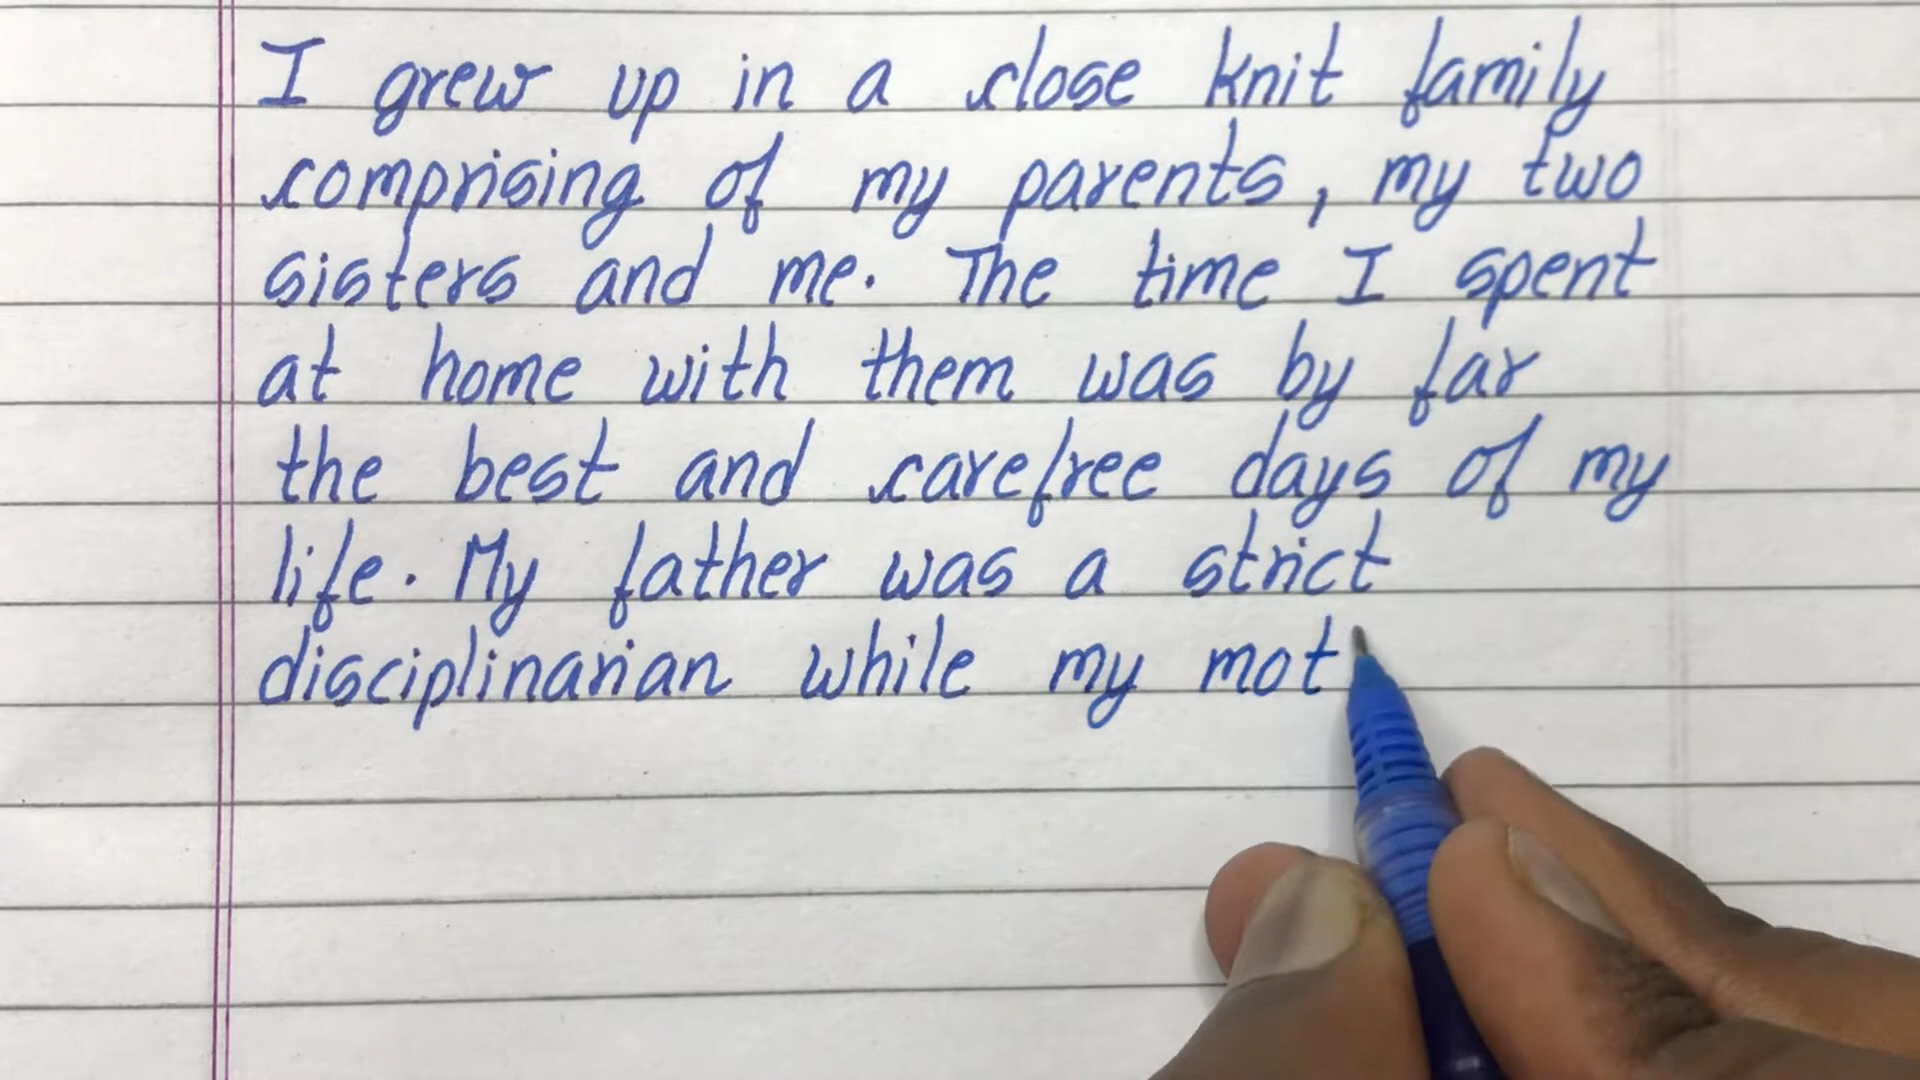 I grew up in a close knit family
comprising of my parents, my two
sisters and me. The time I spent
at home with them was by far
the best and carefree days of my
life. My father was a strict
disciplinarian while my mot